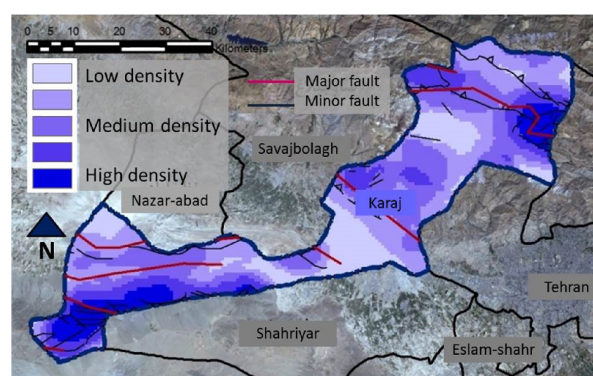 0 5 10 20 30 40
Kilometers
Low density
Medium density
High density
Major fault
Minor fault
Savajbolagh
Nazar-abad
Karaj
N
Tehran
Shahriyar
Eslam-shahr